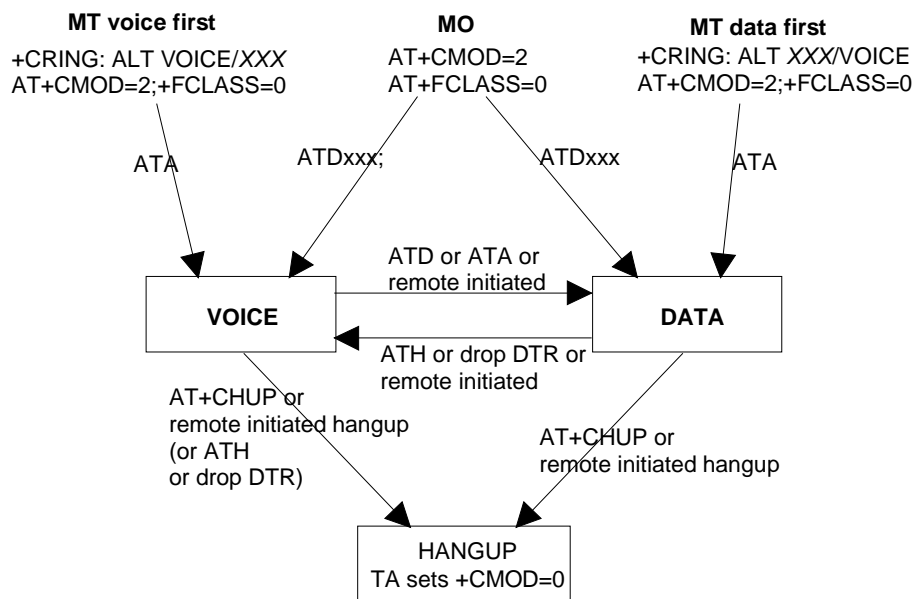 MT voice first
+CRING: ALT VOICE/XXX
AT+CMOD=2;+FCLASS=0
MO
AT+CMOD=2
AT+FCLASS=0
MT data first
+CRING: ALT XXX/VOICE
AT+CMOD=2;+FCLASS=0
ATA
ATDxxx;
ATDxxx
ATA
ATD or ATA or
remote initiated
VOICE
DATA
ATH or drop DTR or
remote initiated
AT+CHUP or
remote initiated hangup
(or ATH
or drop DTR)
AT+CHUP or
remote initiated hangup
HANGUP
TA sets +CMOD=0